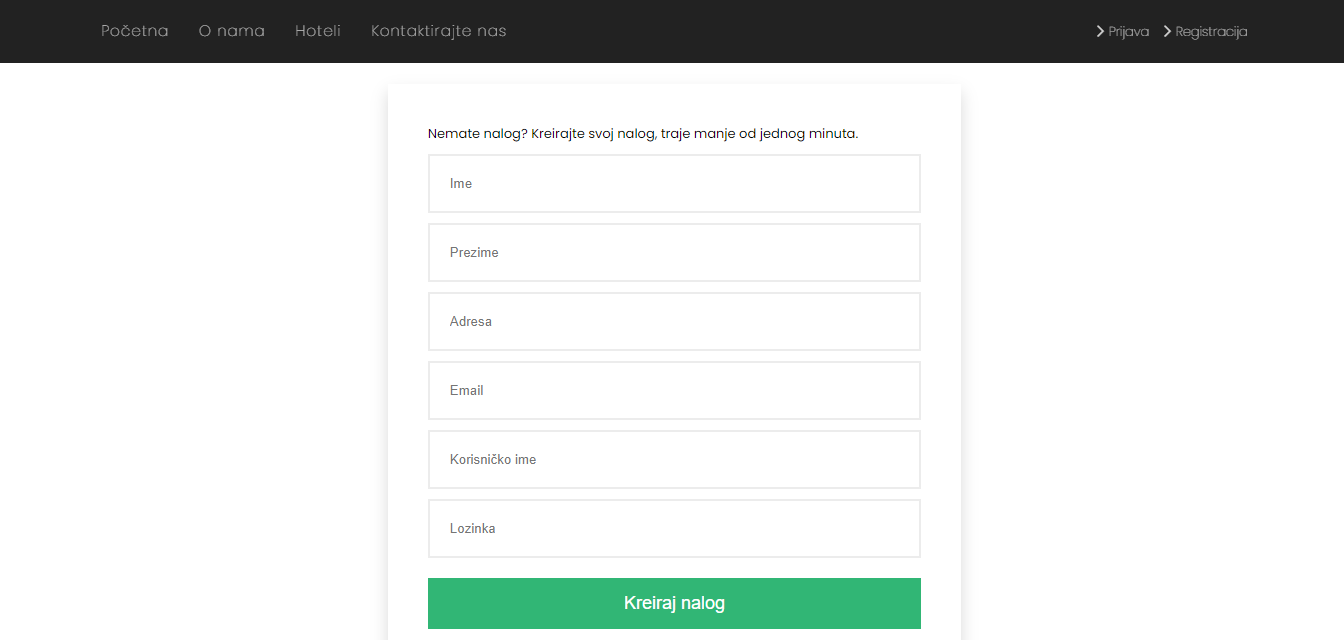 Početna O nama Hoteli Kontaktirajte nas Prijava Registracija
Nemate nalog? Kreirajte svoj nalog, traje manje od jednog minuta.
Ime
Prezime
Adresa
Email
Korisničko ime
Lozinka
Kreiraj nalog